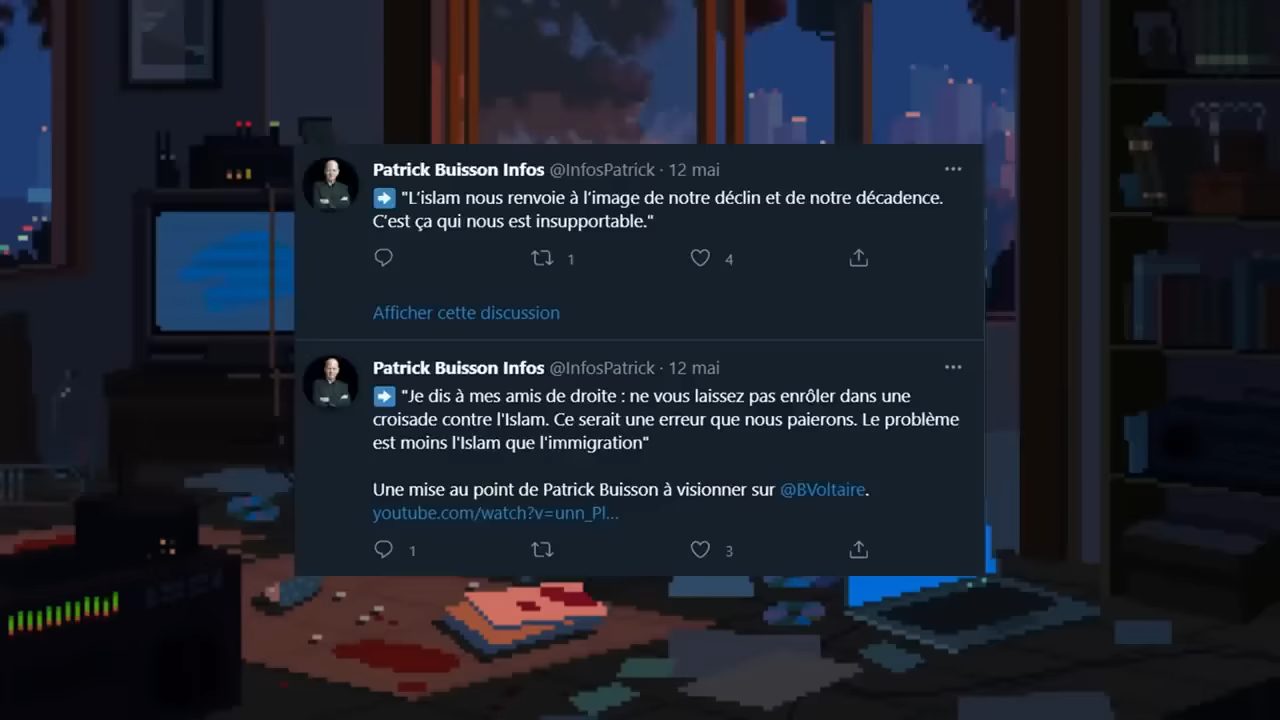 Patrick Buisson Infos @InfosPatrick · 12 mai
➡ "L'islam nous renvoie à l'image de notre déclin et de notre décadence.
C'est ça qui nous est insupportable."
1 4
Afficher cette discussion
Patrick Buisson Infos @InfosPatrick · 12 mai
➡ "Je dis à mes amis de droite : ne vous laissez pas enrôler dans une
croisade contre l'Islam. Ce serait une erreur que nous paierons. Le problème
est moins l'Islam que l'immigration"
Une mise au point de Patrick Buisson à visionner sur @BVoltaire.
youtube.com/watch?v=unn_Pl...
1 3